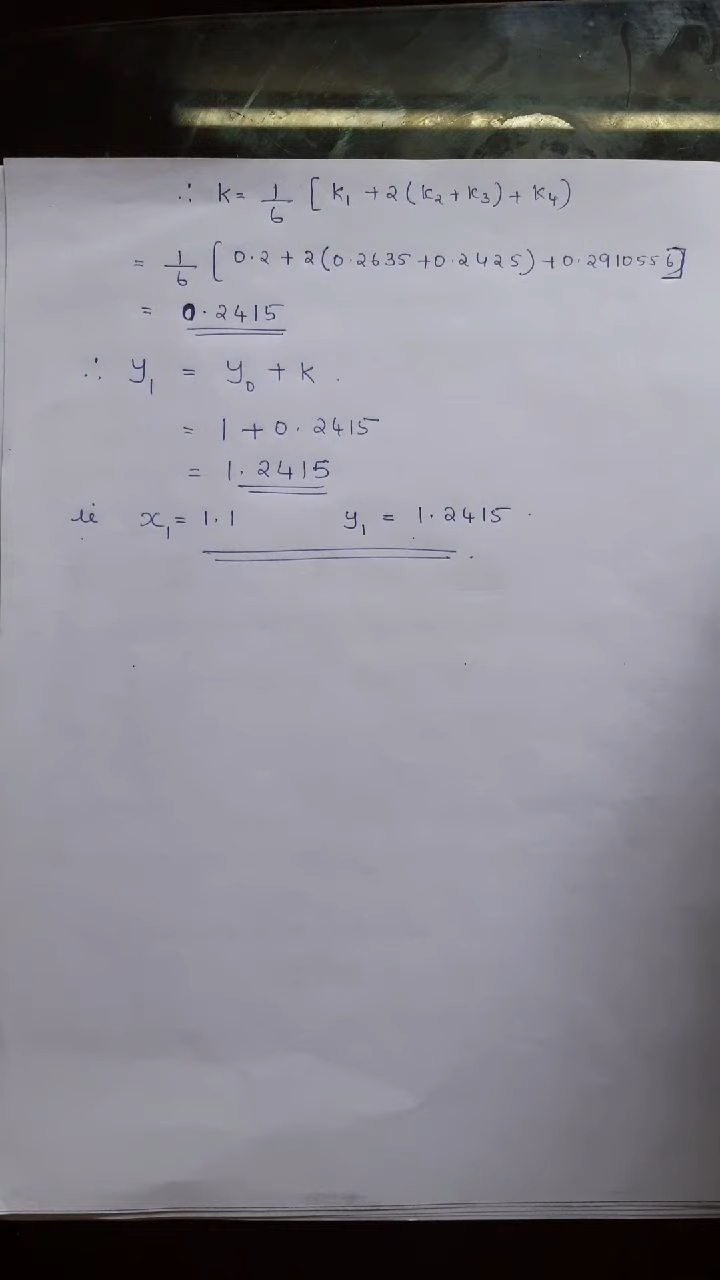 ∴ k = 1/6 [ k₁ + 2(k₂ + k₃) + k₄)
= 1/6 [ 0.2 + 2(0.2635 + 0.2425) + 0.2910556]
= 0.2415
∴ y₁ = y₀ + k .
= 1 + 0.2415
= 1.2415
ie x₁ = 1.1 y₁ = 1.2415 .